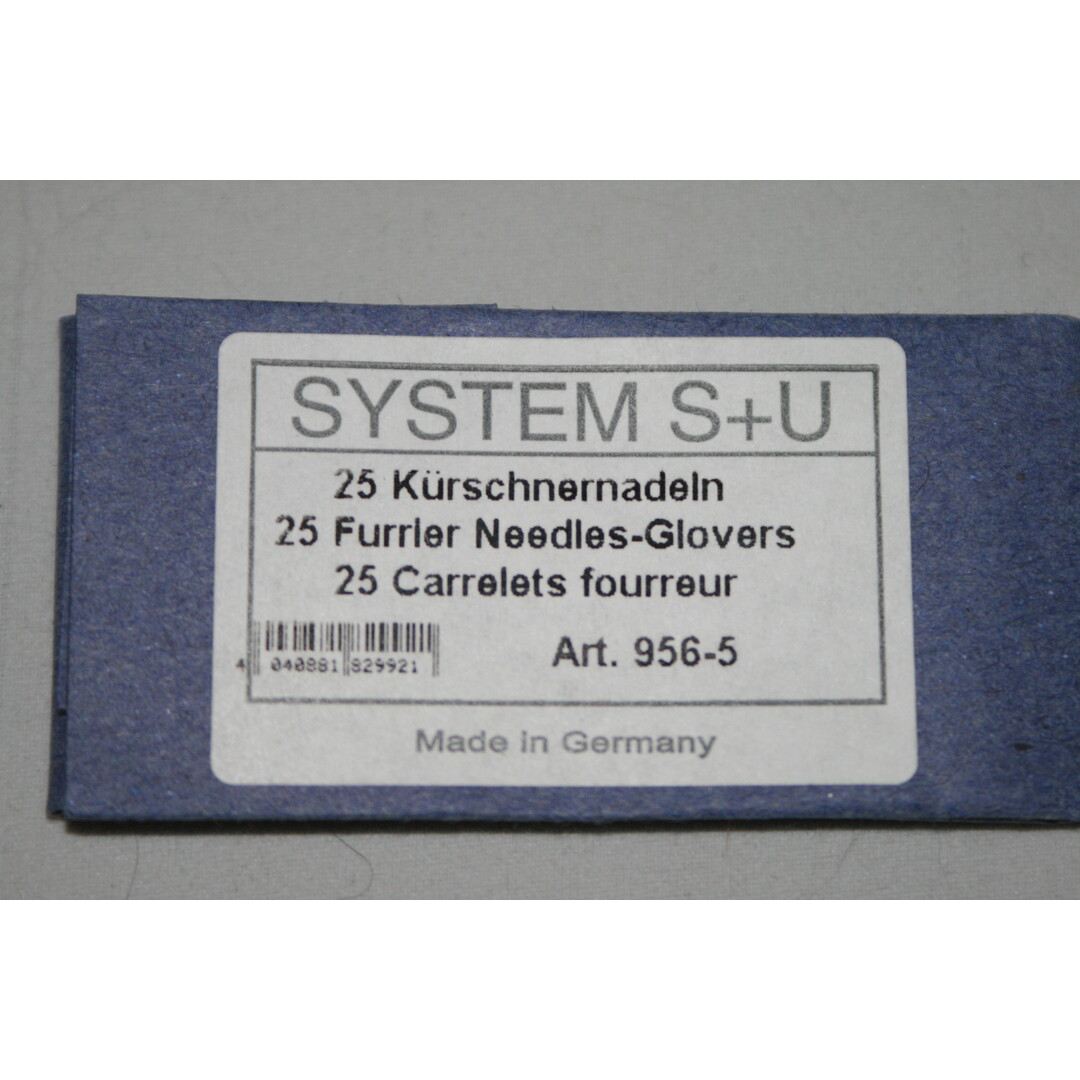 SYSTEM S+U
25 Kürschnernadeln
25 Furrier Needles-Glovers
25 Carrelets fourreur
4 040881 829921
Art. 956-5
Made in Germany